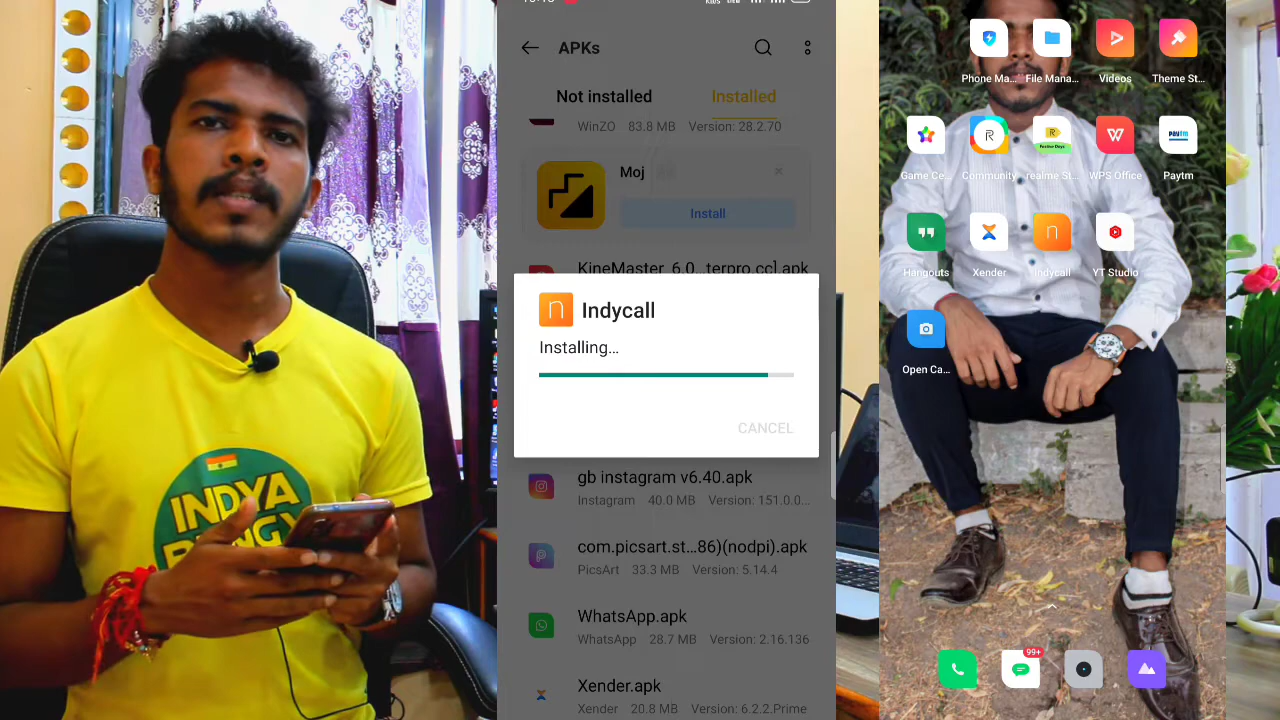 INDYA
APKs
Not installed
Installed
WinZO 83.8 MB Version: 28.2.70
Moj
Install
KineMaster_6.0...terpro.cc].apk
Indycall
Installing...
CANCEL
gb instagram v6.40.apk
Instagram 40.0 MB Version: 151.0.0...
com.picsart.st...86)(nodpi).apk
PicsArt 33.3 MB Version: 5.14.4
WhatsApp.apk
WhatsApp 28.7 MB Version: 2.16.136
Xender.apk
Xender 20.8 MB Version: 6.2.2.Prime
Phone Ma... File Mana... Videos Theme St...
Game Ce... Community realme St... WPS Office Paytm
Hangouts Xender Indycall YT Studio
Open Ca...
99+